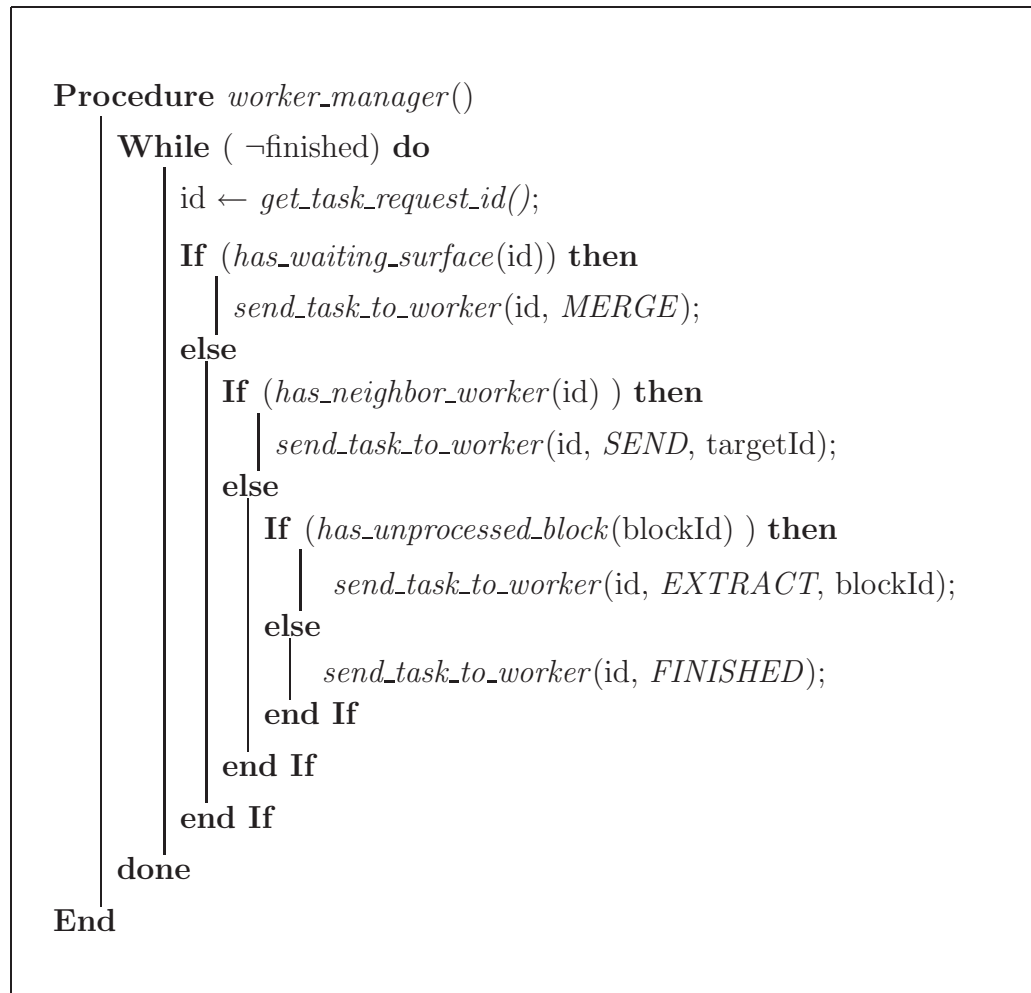 Procedure worker_manager()
While ( ¬finished) do
id ← get_task_request_id();
If (has_waiting_surface(id)) then
send_task_to_worker(id, MERGE);
else
If (has_neighbor_worker(id) ) then
send_task_to_worker(id, SEND, targetId);
else
If (has_unprocessed_block(blockId) ) then
send_task_to_worker(id, EXTRACT, blockId);
else
send_task_to_worker(id, FINISHED);
end If
end If
end If
done
End